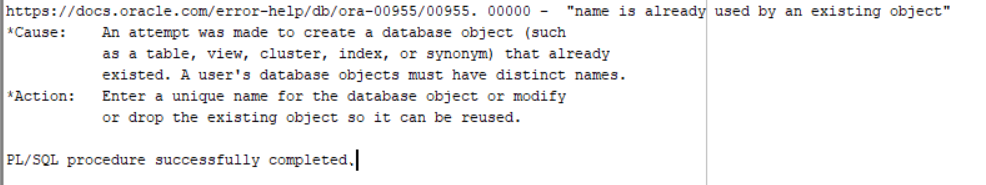 https://docs.oracle.com/error-help/db/ora-00955/00955. 00000 -  "name is already used by an existing object"
*Cause:    An attempt was made to create a database object (such
           as a table, view, cluster, index, or synonym) that already
           existed. A user's database objects must have distinct names.
*Action:   Enter a unique name for the database object or modify
           or drop the existing object so it can be reused.

PL/SQL procedure successfully completed.